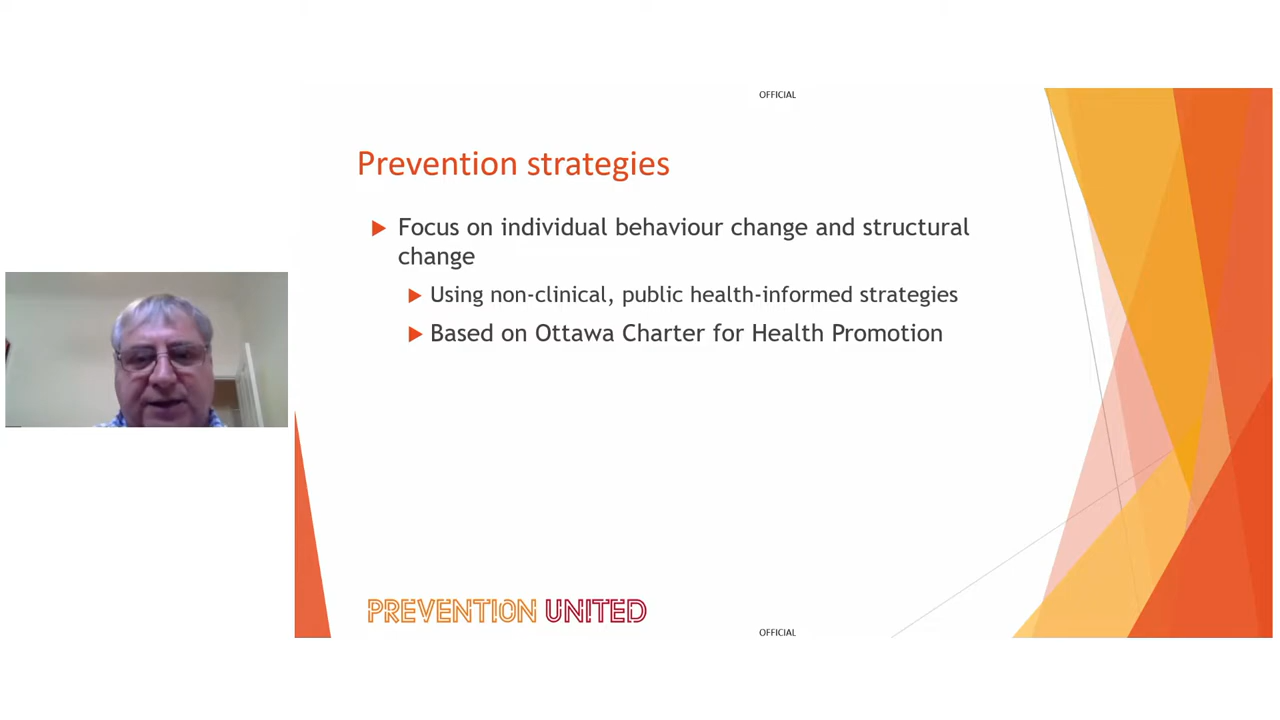 OFFICIAL
Prevention strategies
Focus on individual behaviour change and structural
change
Using non-clinical, public health-informed strategies
Based on Ottawa Charter for Health Promotion
PREVENTION UNITED
OFFICIAL